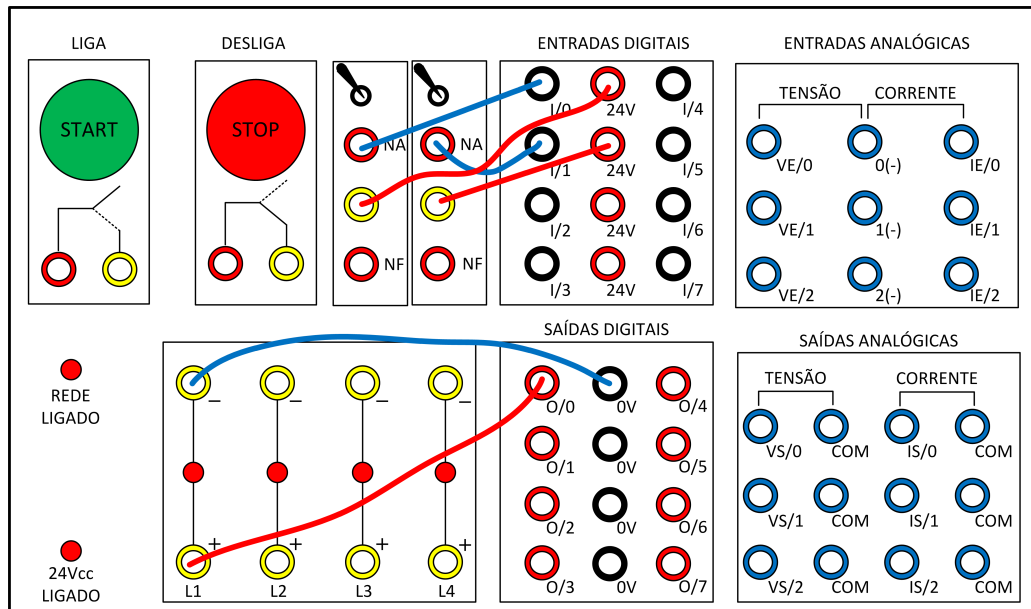 LIGA
DESLIGA
ENTRADAS DIGITAIS
ENTRADAS ANALÓGICAS
START
STOP
NA
NA
NF
NF
I/0
24V
I/4
I/1
24V
I/5
I/2
24V
I/6
I/3
24V
I/7
TENSÃO
CORRENTE
VE/0
0(-)
IE/0
VE/1
1(-)
IE/1
VE/2
2(-)
IE/2
REDE
LIGADO
24Vcc
LIGADO
_
_
_
_
+
+
+
+
L1
L2
L3
L4
SAÍDAS DIGITAIS
O/0
0V
O/4
O/1
0V
O/5
O/2
0V
O/6
O/3
0V
O/7
SAÍDAS ANALÓGICAS
TENSÃO
CORRENTE
VS/0
COM
IS/0
COM
VS/1
COM
IS/1
COM
VS/2
COM
IS/2
COM